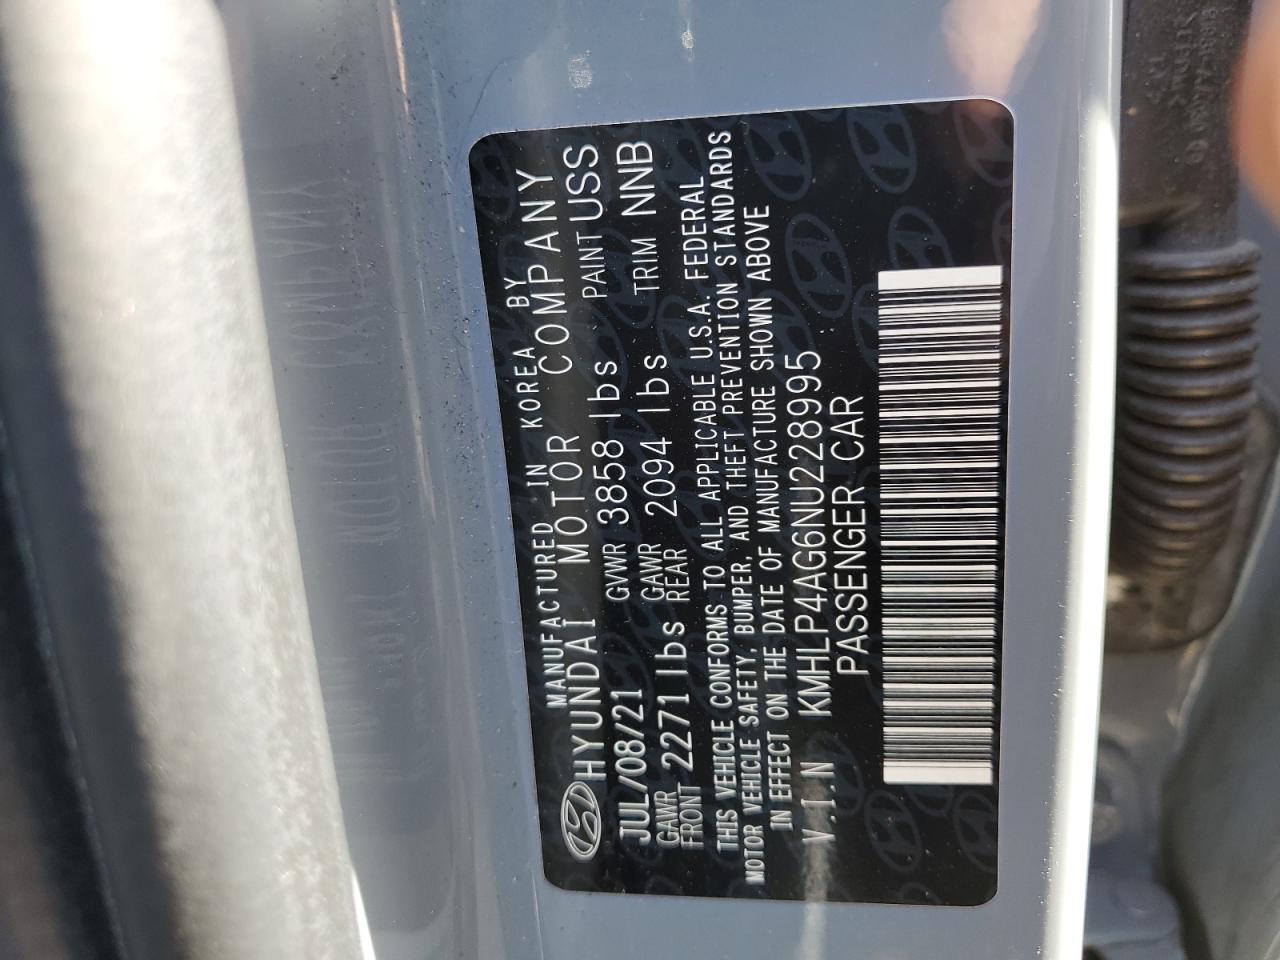 MANUFACTURED IN KOREA BY
HYUNDAI MOTOR COMPANY
JUL/08/21 GVWR 3858 lbs PAINT USS
GAWR FRONT 2271 lbs GAWR REAR 2094 lbs TRIM NNB
THIS VEHICLE CONFORMS TO ALL APPLICABLE U.S.A. FEDERAL
MOTOR VEHICLE SAFETY, BUMPER, AND THEFT PREVENTION STANDARDS
IN EFFECT ON THE DATE OF MANUFACTURE SHOWN ABOVE
V.I.N KMHLP4AG6NU228995
PASSENGER CAR